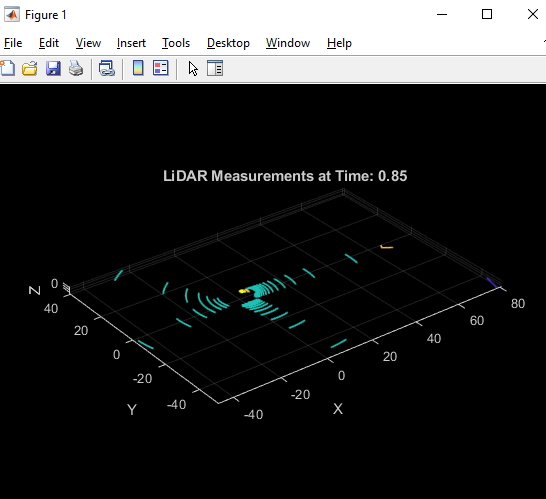 Figure 1
File Edit View Insert Tools Desktop Window Help
LiDAR Measurements at Time: 0.85
Z
0
40
20
0
-20
-40
Y
-40
-20
0
20
40
60
80
X